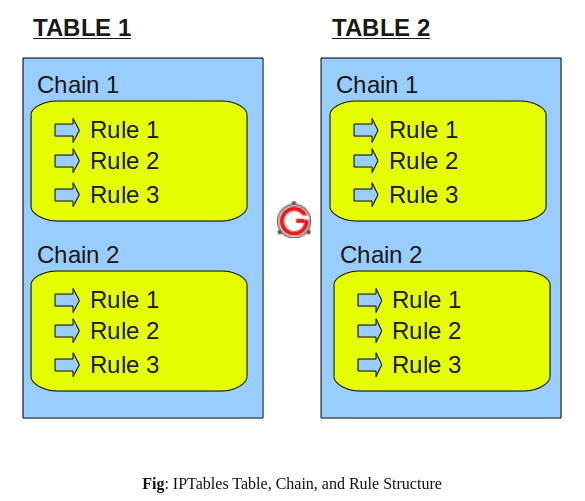 TABLE 1
Chain 1
Rule 1
Rule 2
Rule 3
Chain 2
Rule 1
Rule 2
Rule 3
TABLE 2
Chain 1
Rule 1
Rule 2
Rule 3
Chain 2
Rule 1
Rule 2
Rule 3
G
Fig: IPTables Table, Chain, and Rule Structure